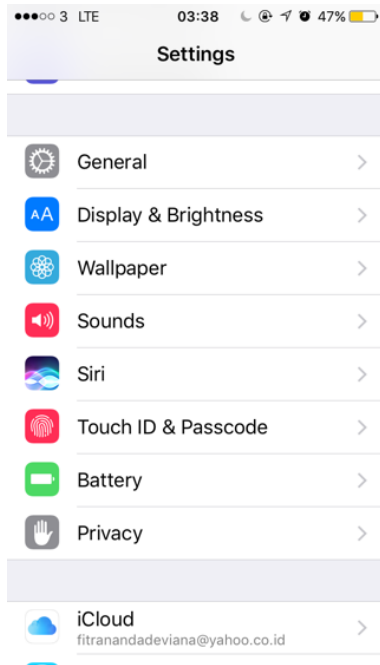 3 LTE 03:38 47%
Settings
General
AA Display & Brightness
Wallpaper
Sounds
Siri
Touch ID & Passcode
Battery
Privacy
iCloud
fitranandadeviana@yahoo.co.id